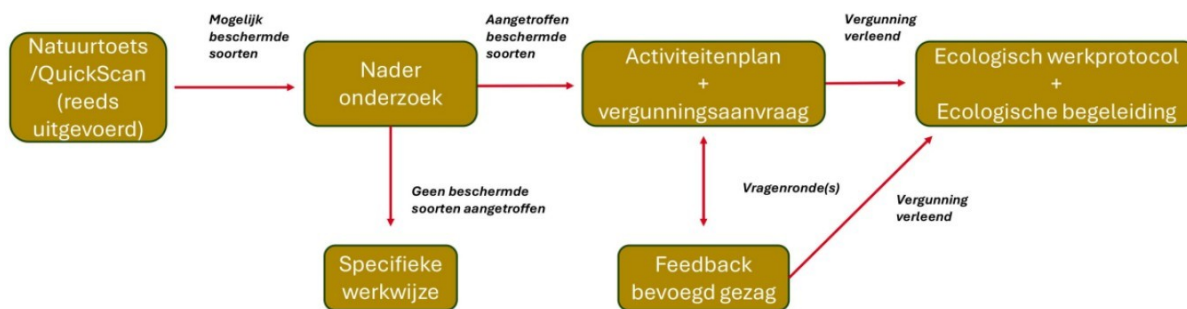 Natuurtoets
/QuickScan
(reeds
uitgevoerd)
Mogelijk
beschermde
soorten
Nader
onderzoek
Aangetroffen
beschermde
soorten
Activiteitenplan
+
vergunningsaanvraag
Vergunning
verleend
Ecologisch werkprotocol
+
Ecologische begeleiding
Geen beschermde
soorten aangetroffen
Vragenronde(s)
Vergunning
verleend
Specifieke
werkwijze
Feedback
bevoegd gezag